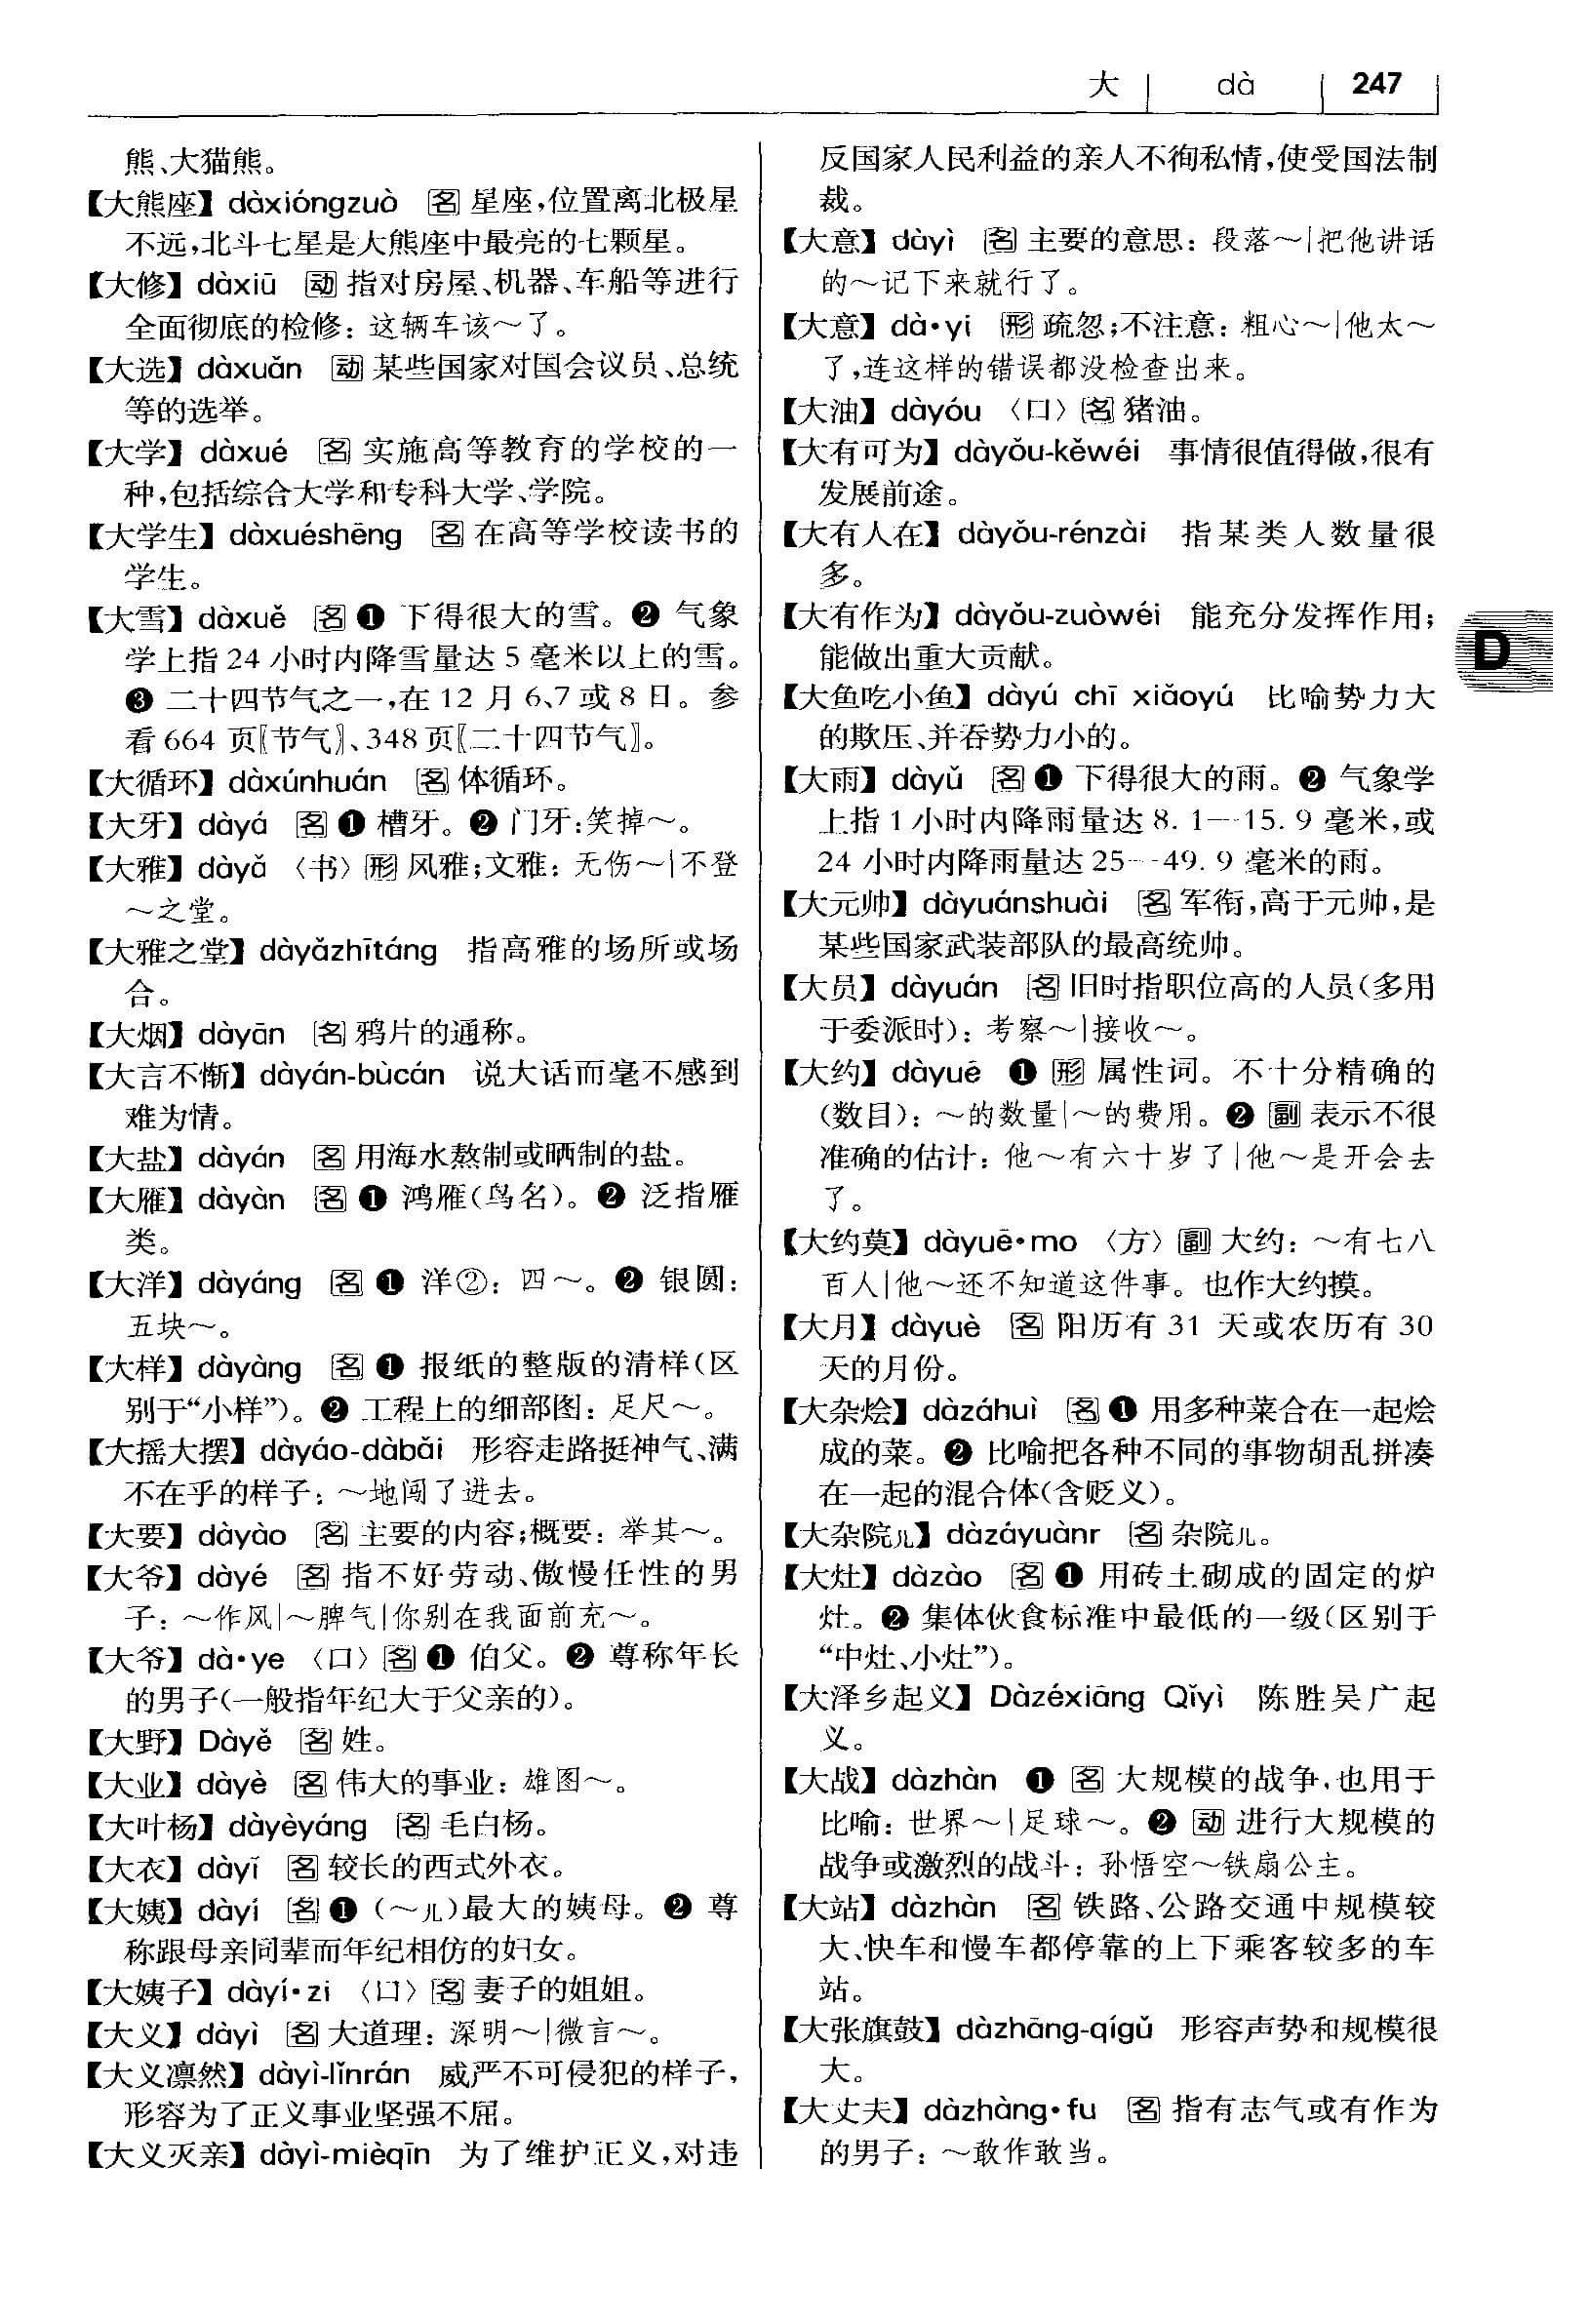 大 dà 247
熊、大猫熊。
【大熊座】dàxióngzuò 名 星座，位置离北极星
不远，北斗七星是大熊座中最亮的七颗星。
【大修】dàxiū 动 指对房屋、机器、车船等进行
全面彻底的检修：这辆车该～了。
【大选】dàxuǎn 动 某些国家对国会议员、总统
等的选举。
【大学】dàxué 名 实施高等教育的学校的一
种，包括综合大学和专科大学、学院。
【大学生】dàxuéshēng 名 在高等学校读书的
学生。
【大雪】dàxuě 名 ❶ 下得很大的雪。❷ 气象
学上指 24 小时内降雪量达 5 毫米以上的雪。
❸ 二十四节气之一，在 12 月 6、7 或 8 日。参
看 664 页〖节气〗、348 页〖二十四节气〗。
【大循环】dàxúnhuán 名 体循环。
【大牙】dàyá 名 ❶ 槽牙。❷ 门牙：笑掉～。
【大雅】dàyǎ 〈书〉形 风雅；文雅：无伤～|不登
～之堂。
【大雅之堂】dàyǎzhītáng 指高雅的场所或场
合。
【大烟】dàyān 名 鸦片的通称。
【大言不惭】dàyán-bùcán 说大话而毫不感到
难为情。
【大盐】dàyán 名 用海水熬制或晒制的盐。
【大雁】dàyàn 名 ❶ 鸿雁（鸟名）。❷ 泛指雁
类。
【大洋】dàyáng 名 ❶ 洋②：四～。❷ 银圆：
五块～。
【大样】dàyàng 名 ❶ 报纸的整版的清样（区
别于“小样”）。❷ 工程上的细部图：足尺～。
【大摇大摆】dàyáo-dàbǎi 形容走路挺神气、满
不在乎的样子：～地闯了进去。
【大要】dàyào 名 主要的内容；概要：举其～。
【大爷】dàyé 名 指不好劳动、傲慢任性的男
子：～作风|～脾气|你别在我面前充～。
【大爷】dà•ye 〈口〉名 ❶ 伯父。❷ 尊称年长
的男子（一般指年纪大于父亲的）。
【大野】Dàyě 名 姓。
【大业】dàyè 名 伟大的事业：雄图～。
【大叶杨】dàyèyáng 名 毛白杨。
【大衣】dàyī 名 较长的西式外衣。
【大姨】dàyí 名 ❶（～儿）最大的姨母。❷ 尊
称跟母亲同辈而年纪相仿的妇女。
【大姨子】dàyí•zi 〈口〉名 妻子的姐姐。
【大义】dàyì 名 大道理：深明～|微言～。
【大义凛然】dàyì-lǐnrán 威严不可侵犯的样子，
形容为了正义事业坚强不屈。
【大义灭亲】dàyì-mièqīn 为了维护正义，对违
反国家人民利益的亲人不徇私情，使受国法制
裁。
【大意】dàyì 名 主要的意思：段落～|把他讲话
的～记下来就行了。
【大意】dà•yi 形 疏忽；不注意：粗心～|他太～
了，连这样的错误都没检查出来。
【大油】dàyóu 〈口〉名 猪油。
【大有可为】dàyǒu-kěwéi 事情很值得做，很有
发展前途。
【大有人在】dàyǒu-rénzài 指某类人数量很
多。
【大有作为】dàyǒu-zuòwéi 能充分发挥作用；
能做出重大贡献。
【大鱼吃小鱼】dàyú chī xiǎoyú 比喻势力大
的欺压、并吞势力小的。
【大雨】dàyǔ 名 ❶ 下得很大的雨。❷ 气象学
上指 1 小时内降雨量达 8.1—15.9 毫米，或
24 小时内降雨量达 25—49.9 毫米的雨。
【大元帅】dàyuánshuài 名 军衔，高于元帅，是
某些国家武装部队的最高统帅。
【大员】dàyuán 名 旧时指职位高的人员（多用
于委派时）：考察～|接收～。
【大约】dàyuē ❶ 形 属性词。不十分精确的
（数目）：～的数量|～的费用。❷ 副 表示不很
准确的估计：他～有六十岁了|他～是开会去
了。
【大约莫】dàyuē•mo 〈方〉副 大约：～有七八
百人|他～还不知道这件事。也作大约摸。
【大月】dàyuè 名 阳历有 31 天或农历有 30
天的月份。
【大杂烩】dàzáhuì 名 ❶ 用多种菜合在一起烩
成的菜。❷ 比喻把各种不同的事物胡乱拼凑
在一起的混合体（含贬义）。
【大杂院儿】dàzáyuànr 名 杂院儿。
【大灶】dàzào 名 ❶ 用砖土砌成的固定的炉
灶。❷ 集体伙食标准中最低的一级（区别于
“中灶、小灶”）。
【大泽乡起义】Dàzéxiāng Qǐyì 陈胜吴广起
义。
【大战】dàzhàn ❶ 名 大规模的战争，也用于
比喻：世界～|足球～。❷ 动 进行大规模的
战争或激烈的战斗：孙悟空～铁扇公主。
【大站】dàzhàn 名 铁路、公路交通中规模较
大、快车和慢车都停靠的上下乘客较多的车
站。
【大张旗鼓】dàzhāng-qígǔ 形容声势和规模很
大。
【大丈夫】dàzhàng•fu 名 指有志气或有作为
的男子：～敢作敢当。
D